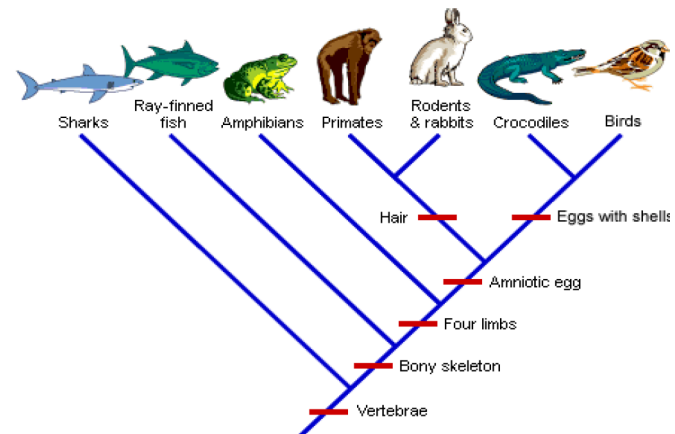 Sharks
Ray-finned
fish
Amphibians
Primates
Rodents
& rabbits
Crocodiles
Birds
Hair
Eggs with shells
Amniotic egg
Four limbs
Bony skeleton
Vertebrae